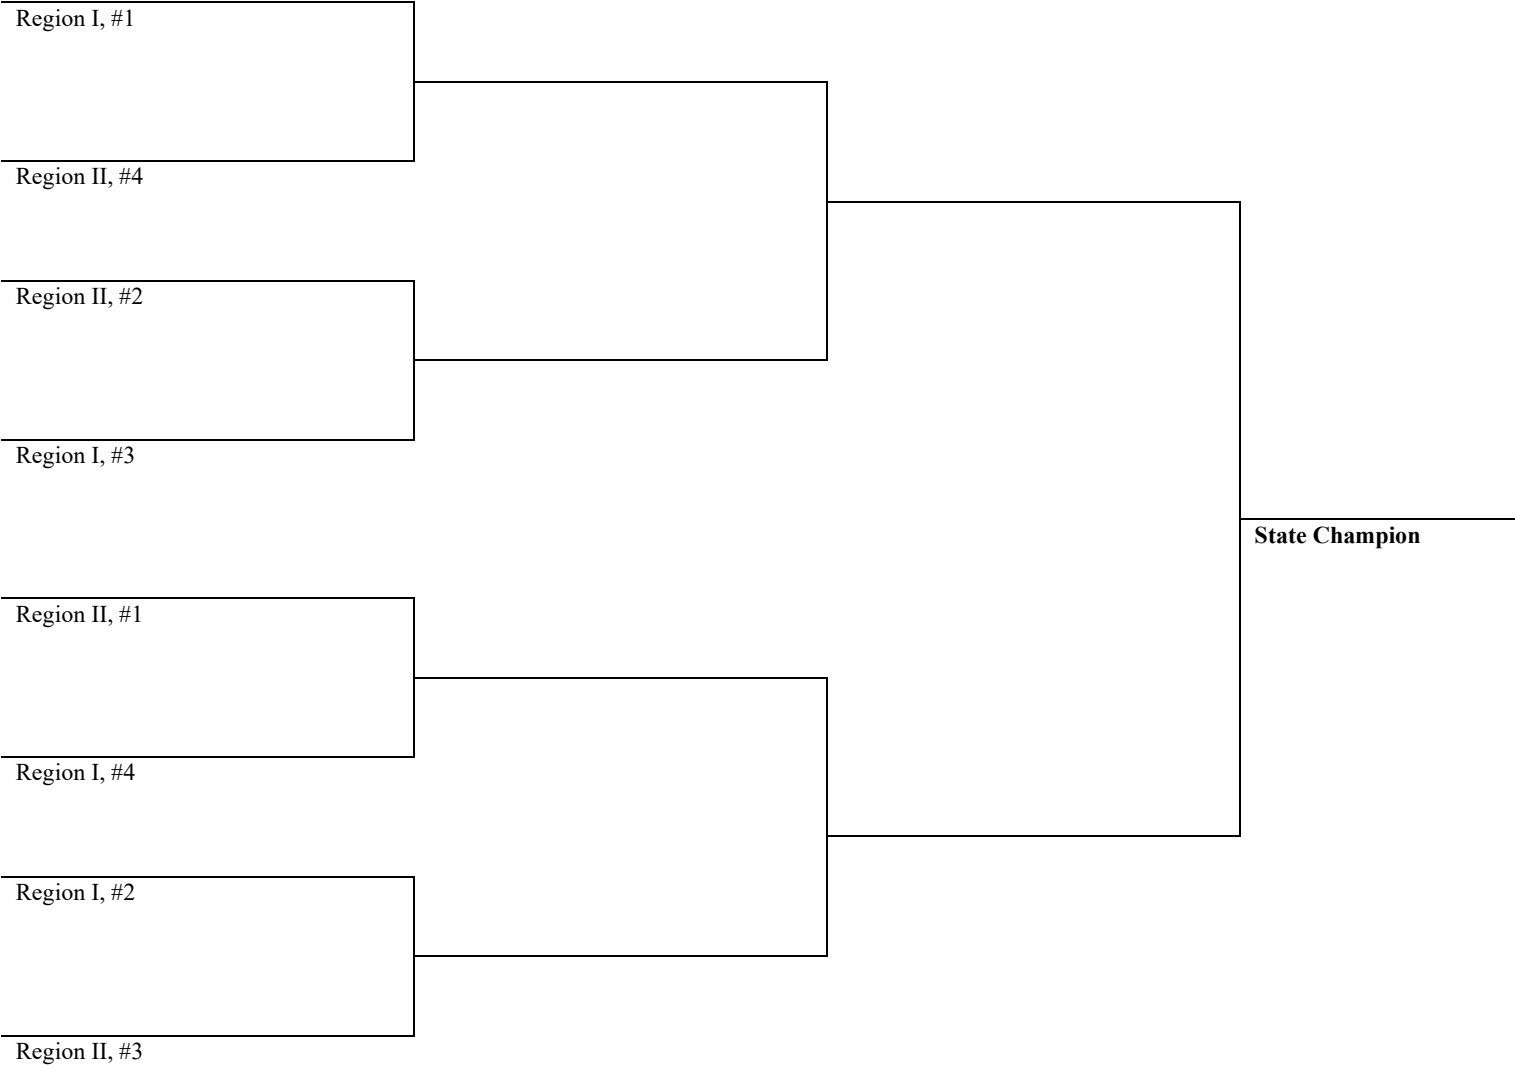 Region I, #1
Region II, #4
Region II, #2
Region I, #3
State Champion
Region II, #1
Region I, #4
Region I, #2
Region II, #3